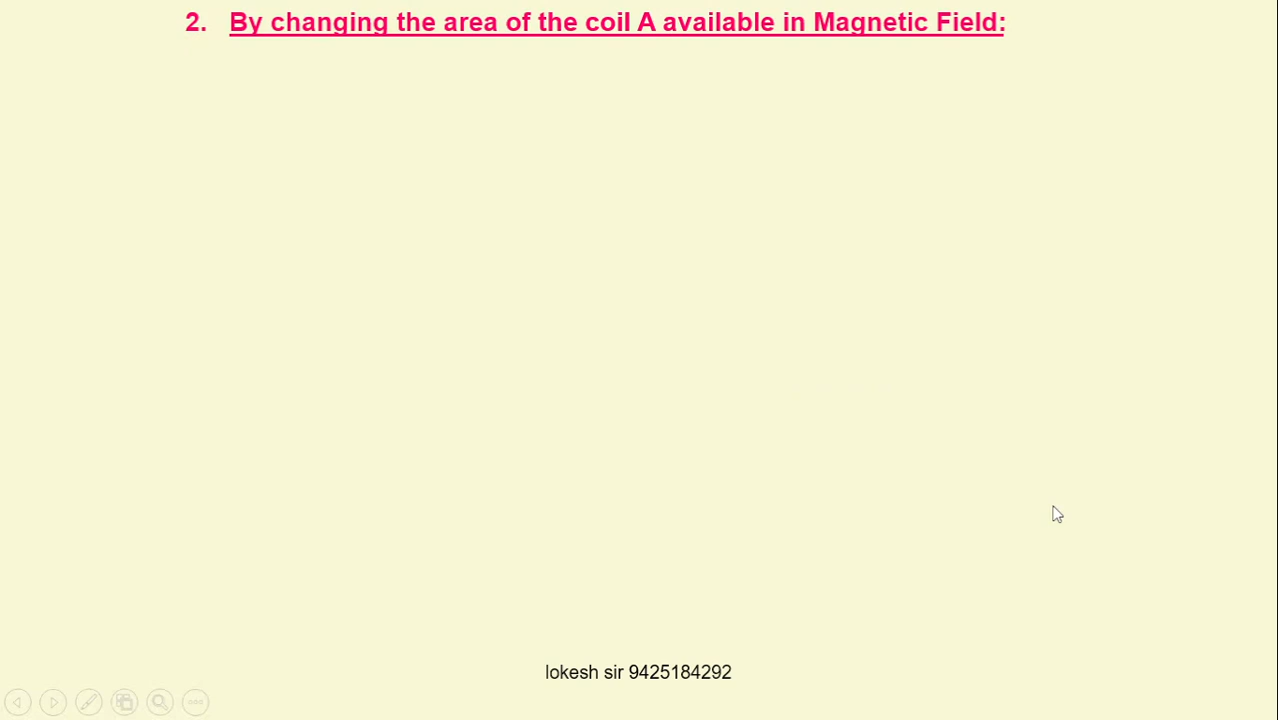 2. By changing the area of the coil A available in Magnetic Field:
lokesh sir 9425184292